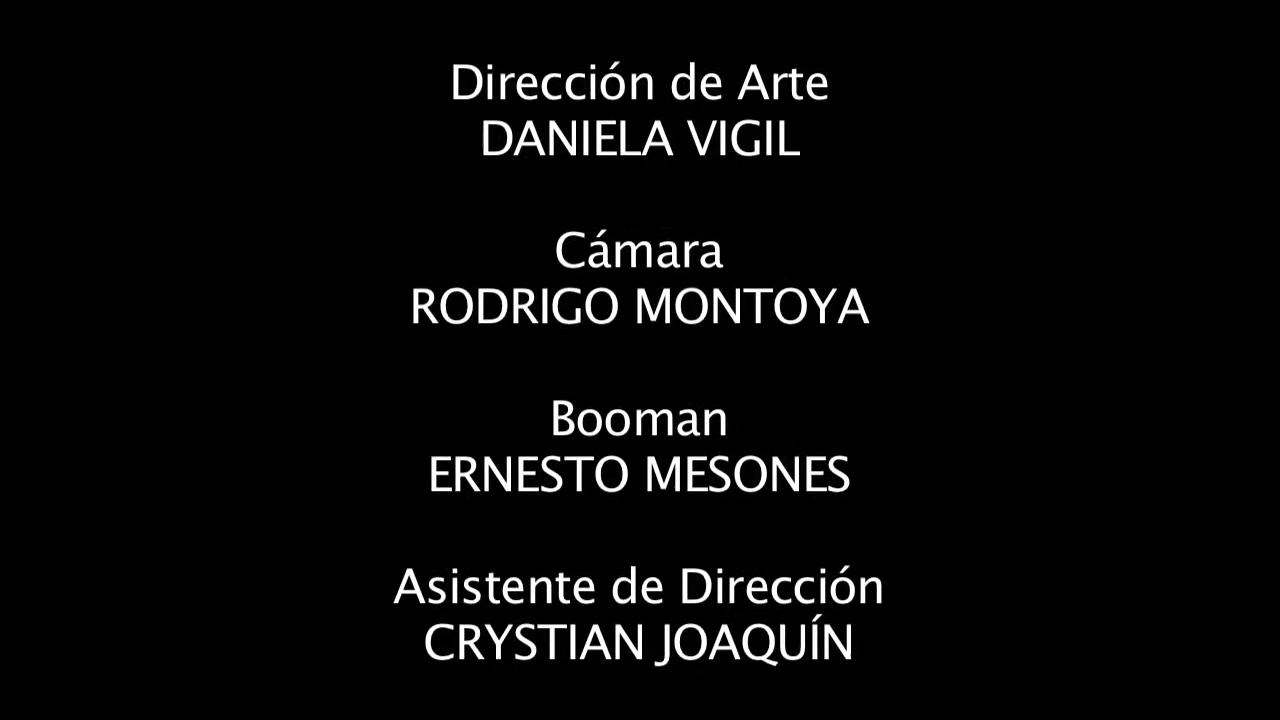 Dirección de Arte
DANIELA VIGIL
Cámara
RODRIGO MONTOYA
Booman
ERNESTO MESONES
Asistente de Dirección
CRYSTIAN JOAQUÍN